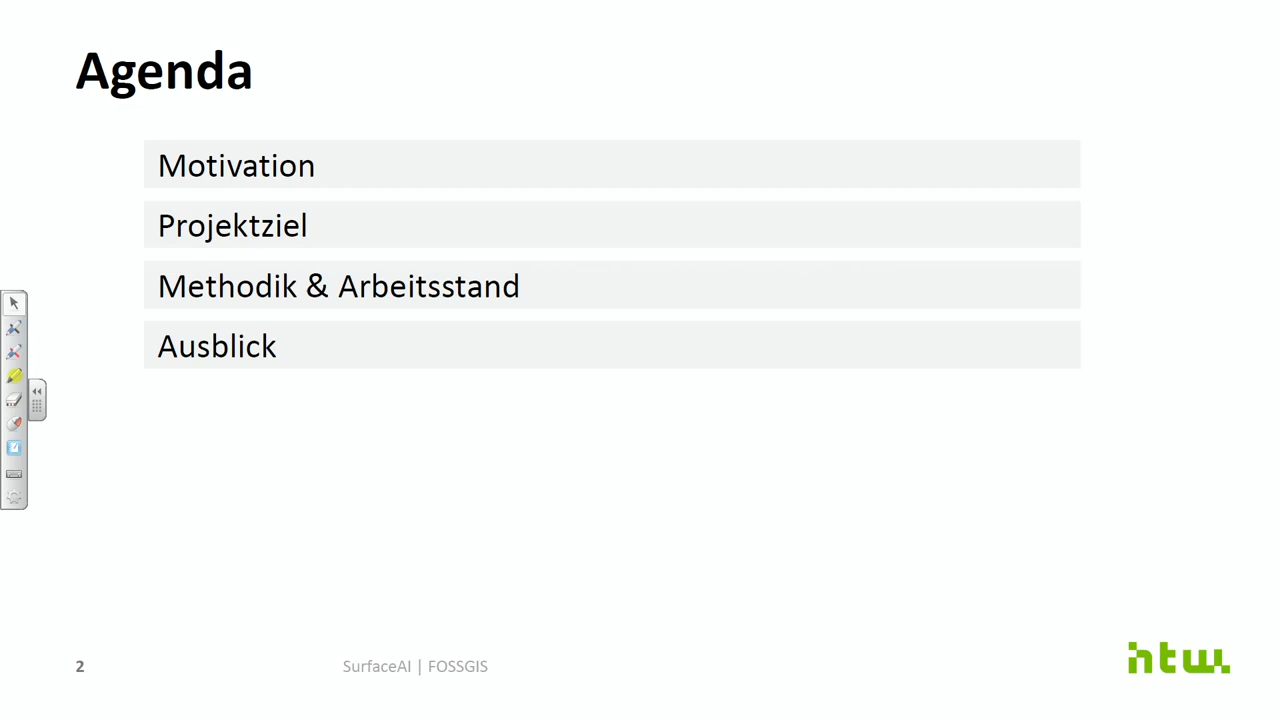 Agenda
Motivation
Projektziel
Methodik & Arbeitsstand
Ausblick
2
SurfaceAI | FOSSGIS
htw.